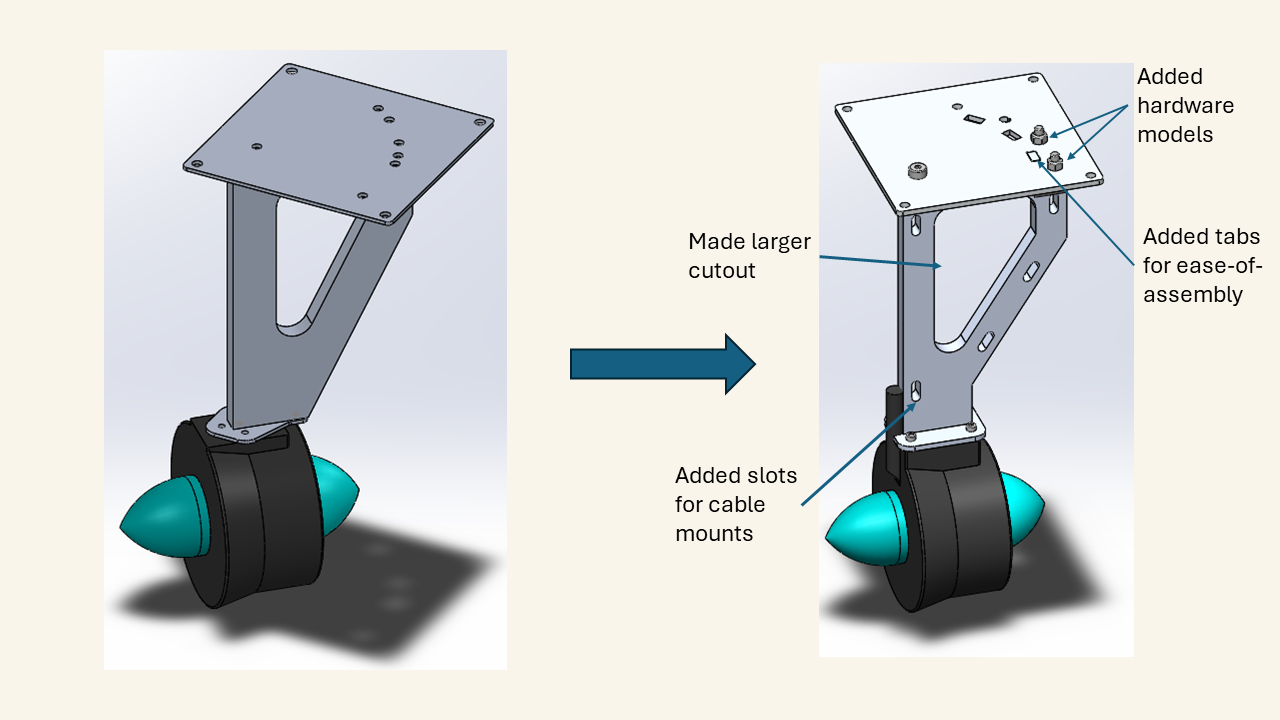 Added
hardware
models
Made larger
cutout
Added tabs
for ease-of-
assembly
Added slots
for cable
mounts